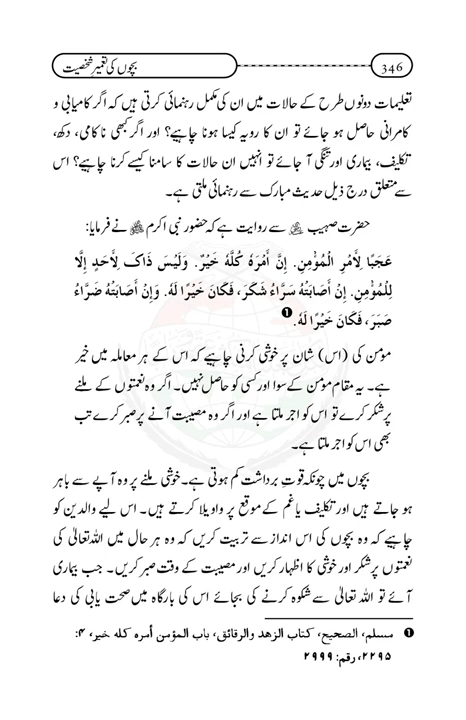 346
بچوں کی تعمیرِ شخصیت
تعلیمات دونوں طرح کے حالات میں ان کی مکمل رہنمائی کرتی ہیں کہ اگر کامیابی و
کامرانی حاصل ہو جائے تو ان کا رویہ کیسا ہونا چاہیے؟ اور اگر کبھی ناکامی، دکھ،
تکلیف، بیماری اور تنگی آ جائے تو انہیں ان حالات کا سامنا کیسے کرنا چاہیے؟ اس
سے متعلق درج ذیل حدیث مبارک سے رہنمائی ملتی ہے۔
حضرت صہیب ﷜ سے روایت ہے کہ حضور نبی اکرم ﷺ نے فرمایا:
عَجَبًا لِأَمْرِ الْمُؤْمِنِ. إِنَّ أَمْرَهُ كُلَّهُ خَيْرٌ. وَلَيْسَ ذَاكَ لِأَحَدٍ إِلَّا
لِلْمُؤْمِنِ. إِنْ أَصَابَتْهُ سَرَّاءُ شَكَرَ، فَكَانَ خَيْرًا لَهُ. وَإِنْ أَصَابَتْهُ ضَرَّاءُ
صَبَرَ، فَكَانَ خَيْرًا لَهُ.❶
مومن کی (اس) شان پر خوشی کرنی چاہیے کہ اس کے ہر معاملہ میں خیر
ہے۔ یہ مقام مومن کے سوا اور کسی کو حاصل نہیں۔ اگر وہ نعمتوں کے ملنے
پر شکر کرے تو اس کو اجر ملتا ہے اور اگر وہ مصیبت آنے پر صبر کرے تب
بھی اس کو اجر ملتا ہے۔
بچوں میں چونکہ قوتِ برداشت کم ہوتی ہے۔ خوشی ملنے پر وہ آپے سے باہر
ہو جاتے ہیں اور تکلیف یا غم کے موقع پر واویلا کرتے ہیں۔ اس لیے والدین کو
چاہیے کہ وہ بچوں کی اس انداز سے تربیت کریں کہ وہ ہر حال میں اللہ تعالیٰ کی
نعمتوں پر شکر اور خوشی کا اظہار کریں اور مصیبت کے وقت صبر کریں۔ جب بیماری
آئے تو اللہ تعالیٰ سے شکوہ کرنے کی بجائے اس کی بارگاہ میں صحت یابی کی دعا
❶ مسلم، الصحیح، کتاب الزهد والرقائق، باب المؤمن أمره کله خیر، ۴:
۲۲۹۵، رقم: ۲۹۹۹